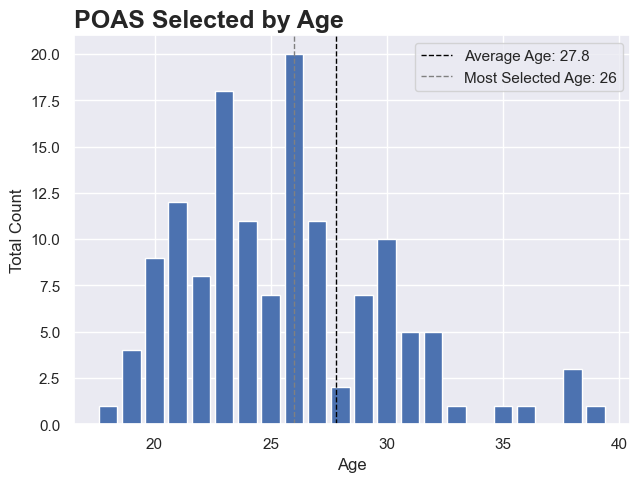 POAS Selected by Age
Average Age: 27.8
Most Selected Age: 26
20.0
17.5
15.0
12.5
10.0
7.5
5.0
2.5
0.0
Total Count
20 25 30 35 40
Age